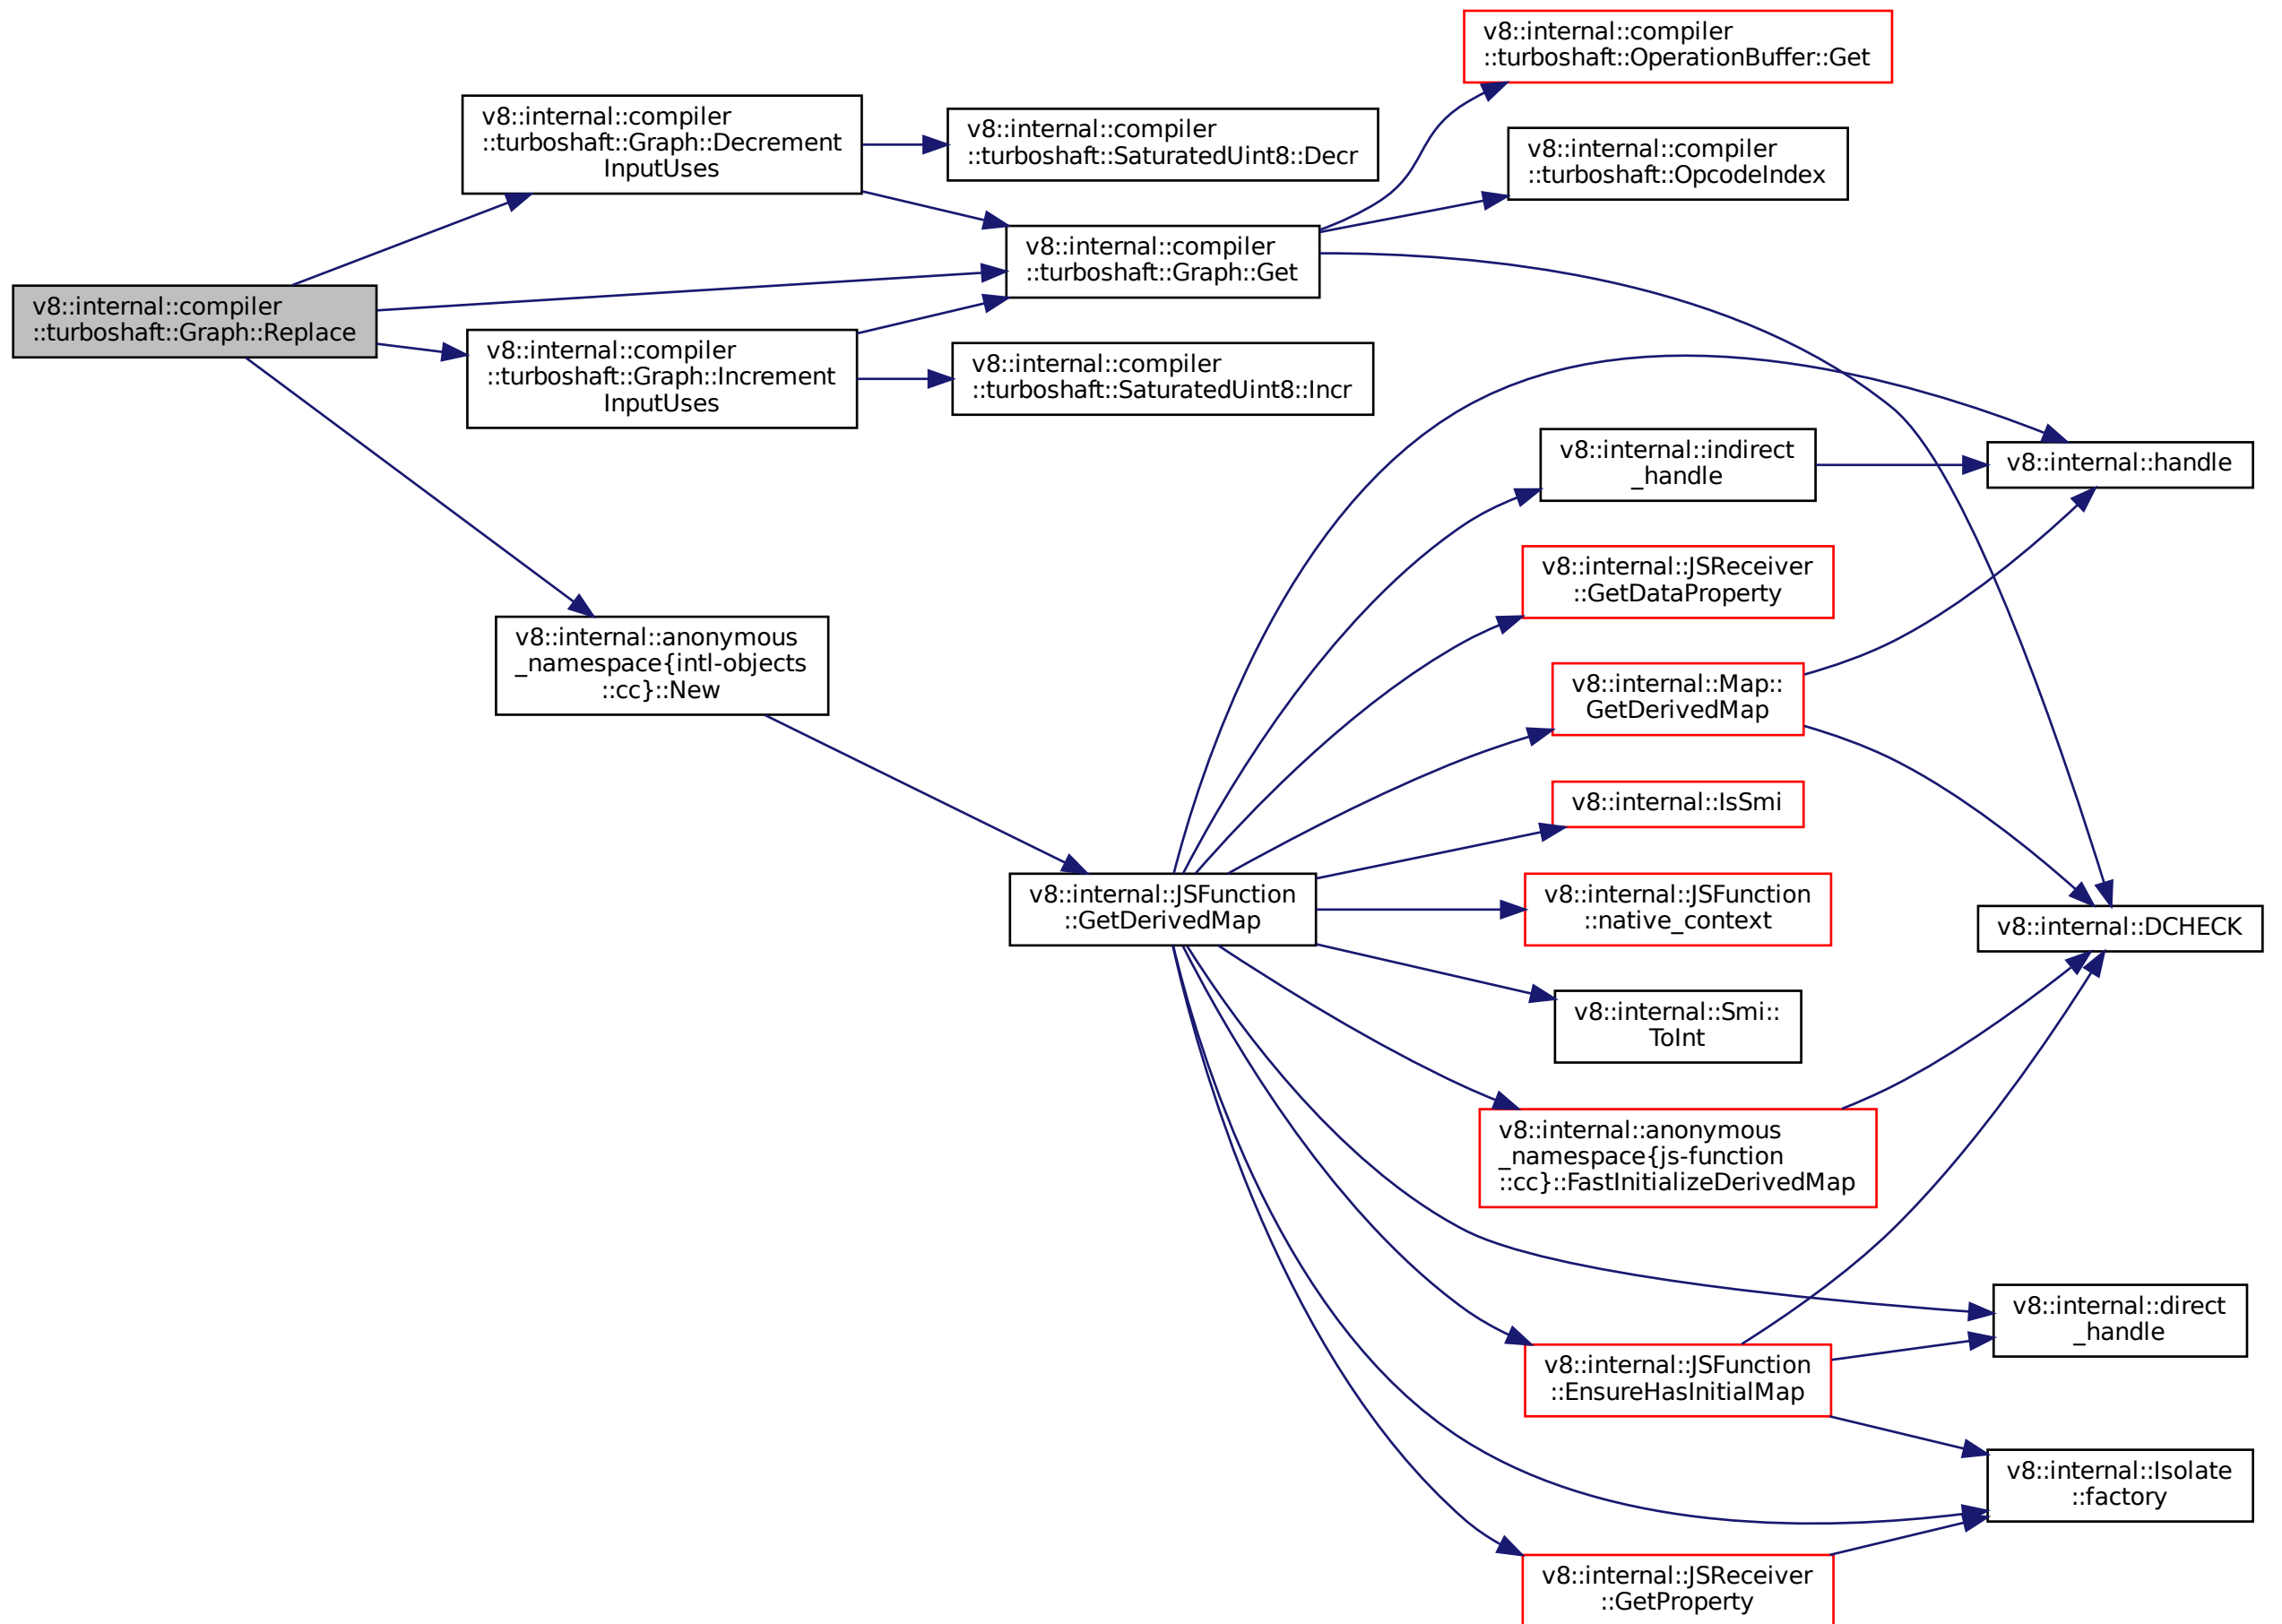 v8::internal::compiler
::turboshaft::OperationBuffer::Get
v8::internal::compiler
::turboshaft::Graph::Decrement
InputUses
v8::internal::compiler
::turboshaft::SaturatedUint8::Decr
v8::internal::compiler
::turboshaft::OpcodeIndex
v8::internal::compiler
::turboshaft::Graph::Get
v8::internal::compiler
::turboshaft::Graph::Replace
v8::internal::compiler
::turboshaft::Graph::Increment
InputUses
v8::internal::compiler
::turboshaft::SaturatedUint8::Incr
v8::internal::indirect
_handle
v8::internal::handle
v8::internal::JSReceiver
::GetDataProperty
v8::internal::anonymous
_namespace{intl-objects
::cc}::New
v8::internal::Map::
GetDerivedMap
v8::internal::IsSmi
v8::internal::JSFunction
::GetDerivedMap
v8::internal::JSFunction
::native_context
v8::internal::DCHECK
v8::internal::Smi::
ToInt
v8::internal::anonymous
_namespace{js-function
::cc}::FastInitializeDerivedMap
v8::internal::direct
_handle
v8::internal::JSFunction
::EnsureHasInitialMap
v8::internal::Isolate
::factory
v8::internal::JSReceiver
::GetProperty